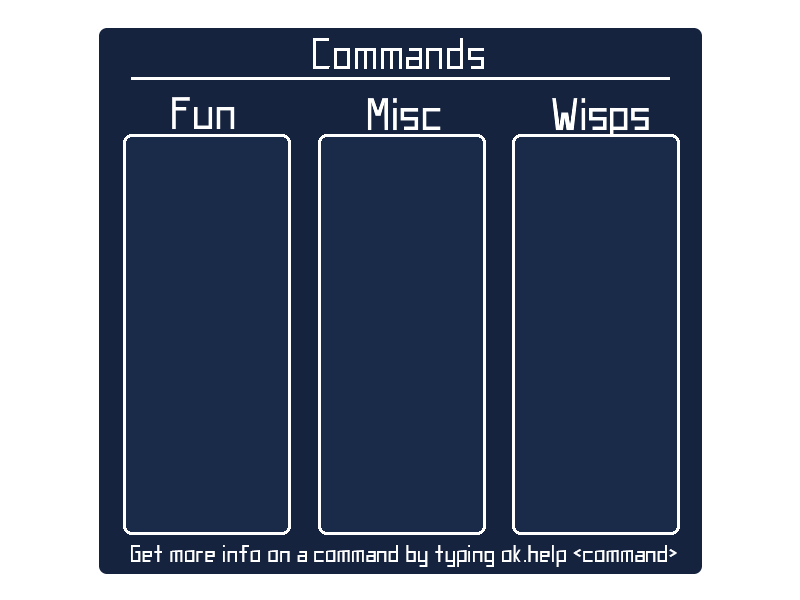 Commands
Fun Misc Wisps
Get more info on a command by typing ok.help <command>